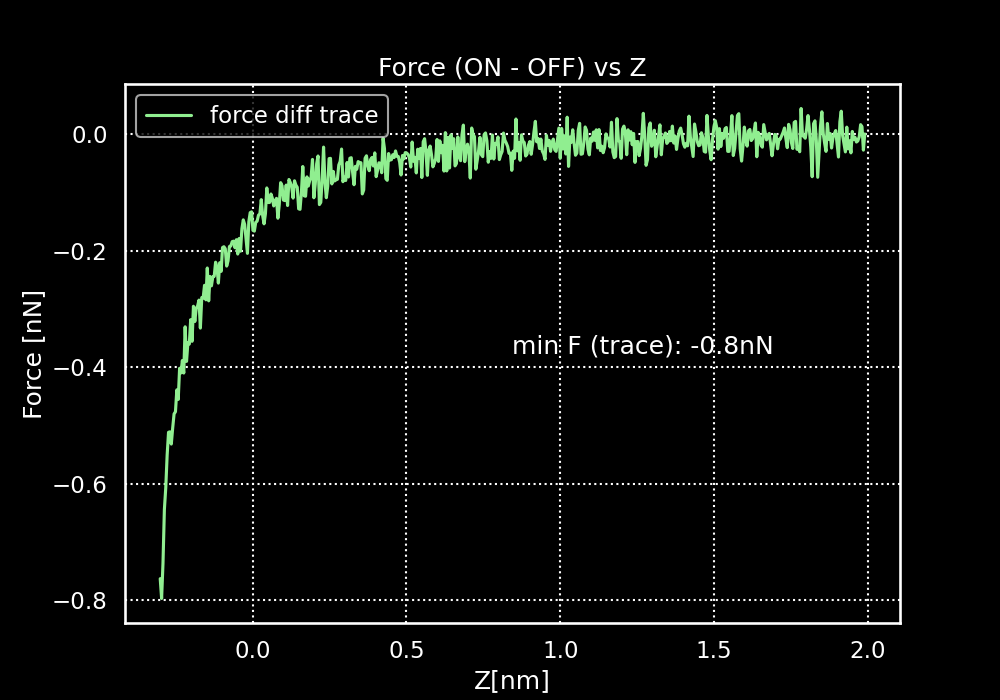 Force (ON - OFF) vs Z
force diff trace
0.0
−0.2
−0.4
−0.6
−0.8
Force [nN]
min F (trace): -0.8nN
0.0
0.5
1.0
1.5
2.0
Z[nm]